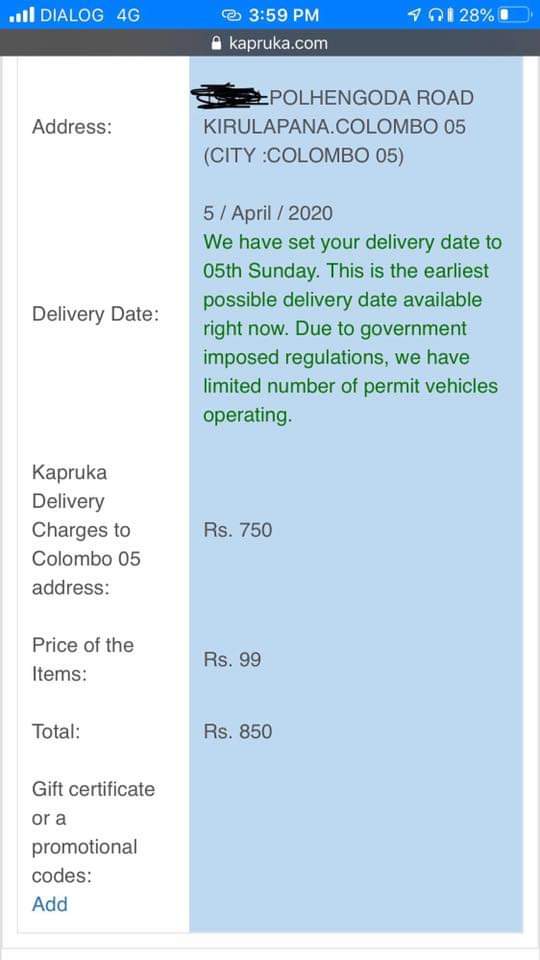 DIALOG 4G 3:59 PM 28%
kapruka.com
Address:
POLHENGODA ROAD
KIRULAPANA.COLOMBO 05
(CITY :COLOMBO 05)
Delivery Date:
5 / April / 2020
We have set your delivery date to
05th Sunday. This is the earliest
possible delivery date available
right now. Due to government
imposed regulations, we have
limited number of permit vehicles
operating.
Kapruka
Delivery
Charges to
Colombo 05
address:
Rs. 750
Price of the
Items:
Rs. 99
Total:
Rs. 850
Gift certificate
or a
promotional
codes:
Add